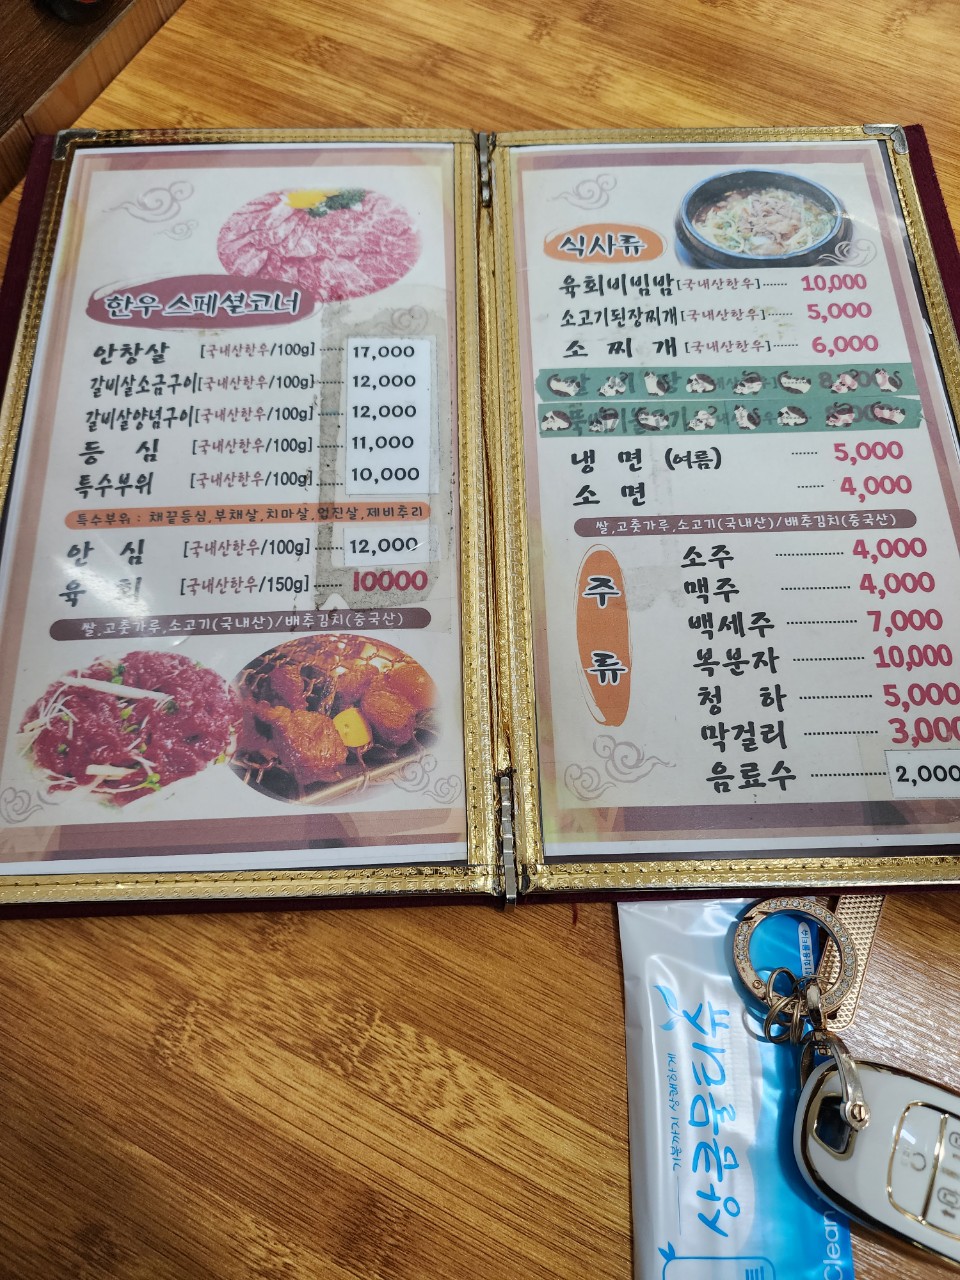 한우 스페셜코너
안창살 [국내산한우/100g] ······ 17,000
갈비살소금구이[국내산한우/100g] ······ 12,000
갈비살양념구이[국내산한우/100g] ······ 12,000
등 심 [국내산한우/100g] ······ 11,000
특수부위 [국내산한우/100g] ······ 10,000
특수부위 : 채끝등심,부채살,치마살,업진살,제비추리
안 심 [국내산한우/100g] ······ 12,000
육 회 [국내산한우/150g] ······ 10000
쌀,고춧가루,소고기(국내산)/배추김치(중국산)
식사류
육회비빔밥[국내산한우] ······ 10,000
소고기된장찌개[국내산한우] ······ 5,000
소 찌 개 [국내산한우] ······ 6,000
냉 면 (여름) ······ 5,000
소 면 ······ 4,000
쌀,고춧가루,소고기(국내산)/배추김치(중국산)
주류
소주 ······ 4,000
맥주 ······ 4,000
백세주 ······ 7,000
복분자 ······ 10,000
청 하 ······ 5,000
막걸리 ······ 3,000
음료수 ······ 2,000
Clean